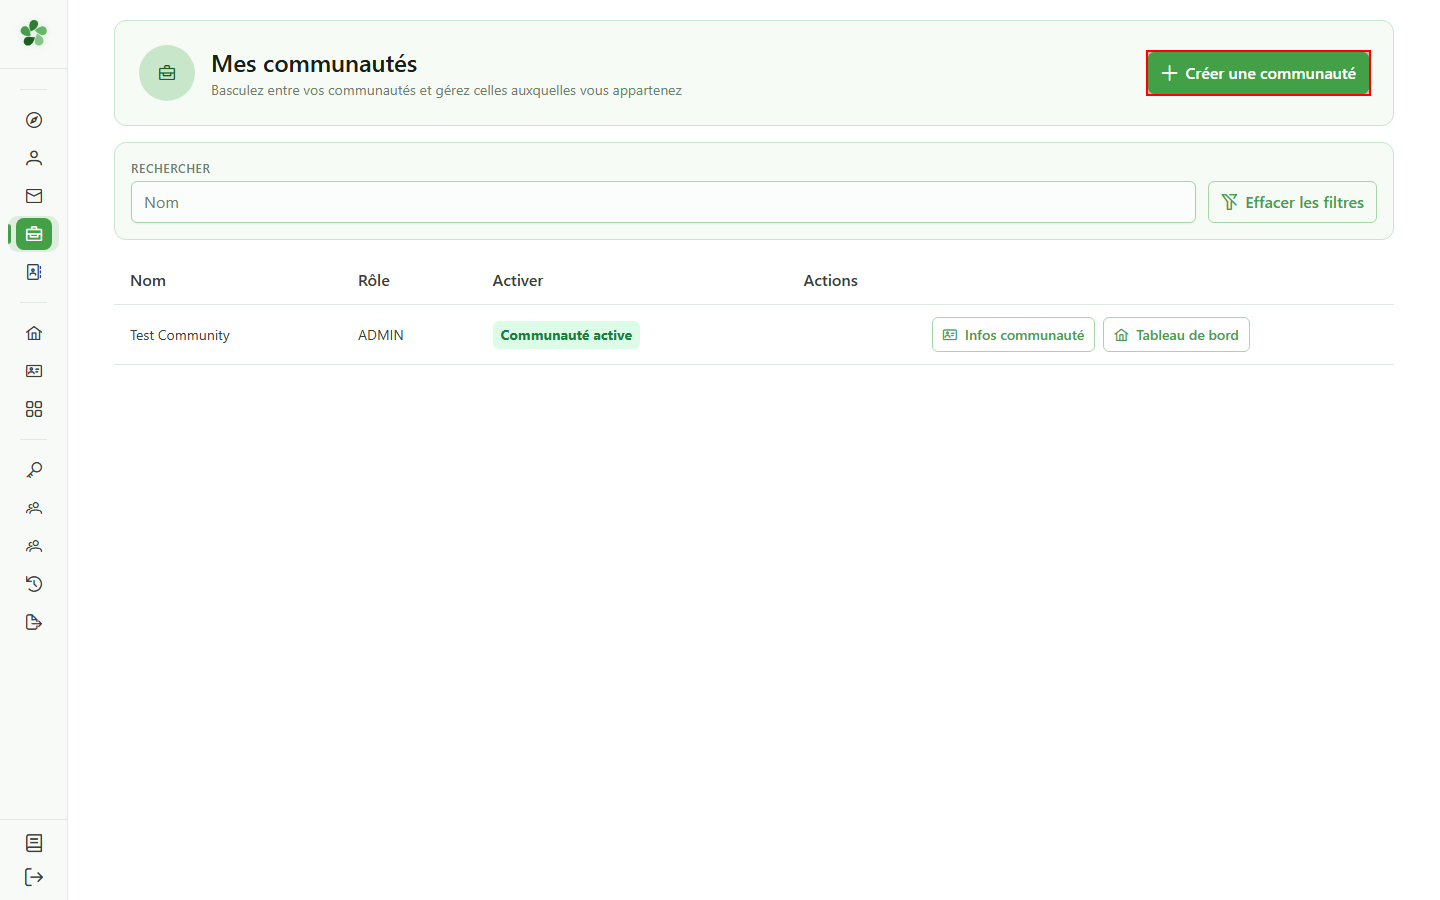 Mes communautés
Basculez entre vos communautés et gérez celles auxquelles vous appartenez
Créer une communauté
RECHERCHER
Nom
Effacer les filtres
Nom Rôle Activer Actions
Test Community ADMIN Communauté active Infos communauté Tableau de bord